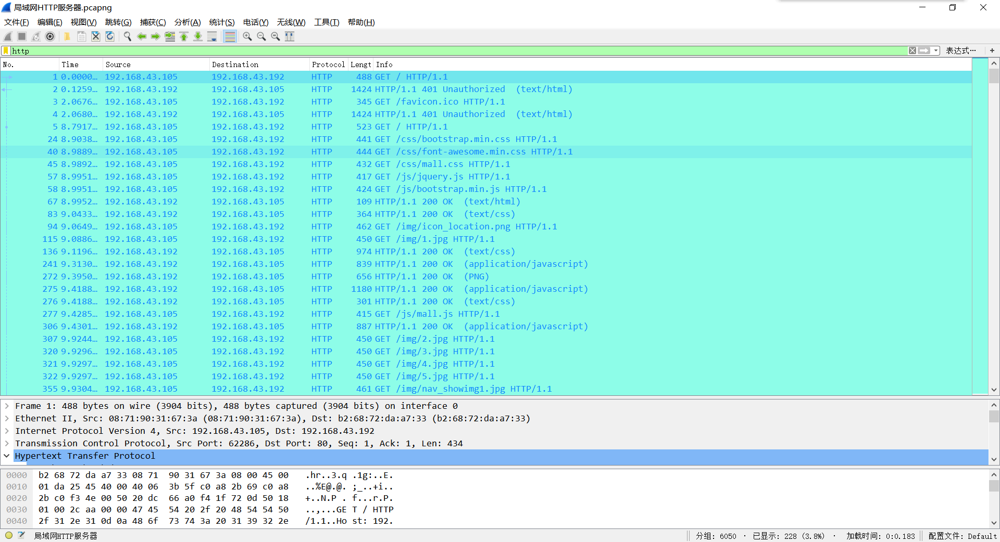 局域网HTTP服务器.pcapng
文件(F) 编辑(E) 视图(V) 跳转(G) 捕获(C) 分析(A) 统计(S) 电话(Y) 无线(W) 工具(T) 帮助(H)
http 表达式… +
No. Time Source Destination Protocol Lengt Info
1 0.0000… 192.168.43.105 192.168.43.192 HTTP 488 GET / HTTP/1.1
2 0.1259… 192.168.43.192 192.168.43.105 HTTP 1424 HTTP/1.1 401 Unauthorized (text/html)
3 2.0676… 192.168.43.105 192.168.43.192 HTTP 345 GET /favicon.ico HTTP/1.1
4 2.0680… 192.168.43.192 192.168.43.105 HTTP 1424 HTTP/1.1 401 Unauthorized (text/html)
5 8.7917… 192.168.43.105 192.168.43.192 HTTP 523 GET / HTTP/1.1
24 8.9038… 192.168.43.105 192.168.43.192 HTTP 441 GET /css/bootstrap.min.css HTTP/1.1
40 8.9889… 192.168.43.105 192.168.43.192 HTTP 444 GET /css/font-awesome.min.css HTTP/1.1
45 8.9892… 192.168.43.105 192.168.43.192 HTTP 432 GET /css/mall.css HTTP/1.1
57 8.9951… 192.168.43.105 192.168.43.192 HTTP 417 GET /js/jquery.js HTTP/1.1
58 8.9951… 192.168.43.105 192.168.43.192 HTTP 424 GET /js/bootstrap.min.js HTTP/1.1
67 8.9952… 192.168.43.192 192.168.43.105 HTTP 109 HTTP/1.1 200 OK (text/html)
83 9.0433… 192.168.43.192 192.168.43.105 HTTP 364 HTTP/1.1 200 OK (text/css)
94 9.0649… 192.168.43.105 192.168.43.192 HTTP 462 GET /img/icon_location.png HTTP/1.1
115 9.0886… 192.168.43.105 192.168.43.192 HTTP 450 GET /img/1.jpg HTTP/1.1
136 9.1196… 192.168.43.192 192.168.43.105 HTTP 974 HTTP/1.1 200 OK (text/css)
241 9.3130… 192.168.43.192 192.168.43.105 HTTP 839 HTTP/1.1 200 OK (application/javascript)
272 9.3950… 192.168.43.192 192.168.43.105 HTTP 656 HTTP/1.1 200 OK (PNG)
275 9.4188… 192.168.43.192 192.168.43.105 HTTP 1180 HTTP/1.1 200 OK (application/javascript)
276 9.4188… 192.168.43.192 192.168.43.105 HTTP 301 HTTP/1.1 200 OK (text/css)
277 9.4285… 192.168.43.105 192.168.43.192 HTTP 415 GET /js/mall.js HTTP/1.1
306 9.4301… 192.168.43.192 192.168.43.105 HTTP 887 HTTP/1.1 200 OK (application/javascript)
307 9.9244… 192.168.43.105 192.168.43.192 HTTP 450 GET /img/2.jpg HTTP/1.1
320 9.9296… 192.168.43.105 192.168.43.192 HTTP 450 GET /img/3.jpg HTTP/1.1
321 9.9297… 192.168.43.105 192.168.43.192 HTTP 450 GET /img/4.jpg HTTP/1.1
322 9.9297… 192.168.43.105 192.168.43.192 HTTP 450 GET /img/5.jpg HTTP/1.1
355 9.9304… 192.168.43.105 192.168.43.192 HTTP 461 GET /img/nav_showimg1.jpg HTTP/1.1
Frame 1: 488 bytes on wire (3904 bits), 488 bytes captured (3904 bits) on interface 0
Ethernet II, Src: 08:71:90:31:67:3a (08:71:90:31:67:3a), Dst: b2:68:72:da:a7:33 (b2:68:72:da:a7:33)
Internet Protocol Version 4, Src: 192.168.43.105, Dst: 192.168.43.192
Transmission Control Protocol, Src Port: 62286, Dst Port: 80, Seq: 1, Ack: 1, Len: 434
Hypertext Transfer Protocol
0000 b2 68 72 da a7 33 08 71 90 31 67 3a 08 00 45 00 .hr..3.q .1g:..E.
0010 01 da 25 45 40 00 40 06 3b 5f c0 a8 2b 69 c0 a8 ..%E@.@. ;_..+i..
0020 2b c0 f3 4e 00 50 20 dc 66 a0 f4 1f 72 0d 50 18 +..N.P . f...r.P.
0030 01 00 2c aa 00 00 47 45 54 20 2f 20 48 54 54 50 ..,...GE T / HTTP
0040 2f 31 2e 31 0d 0a 48 6f 73 74 3a 20 31 39 32 2e /1.1..Ho st: 192.
局域网HTTP服务器 分组: 6050 · 已显示: 228 (3.8%) · 加载时间: 0:0.183 配置文件: Default